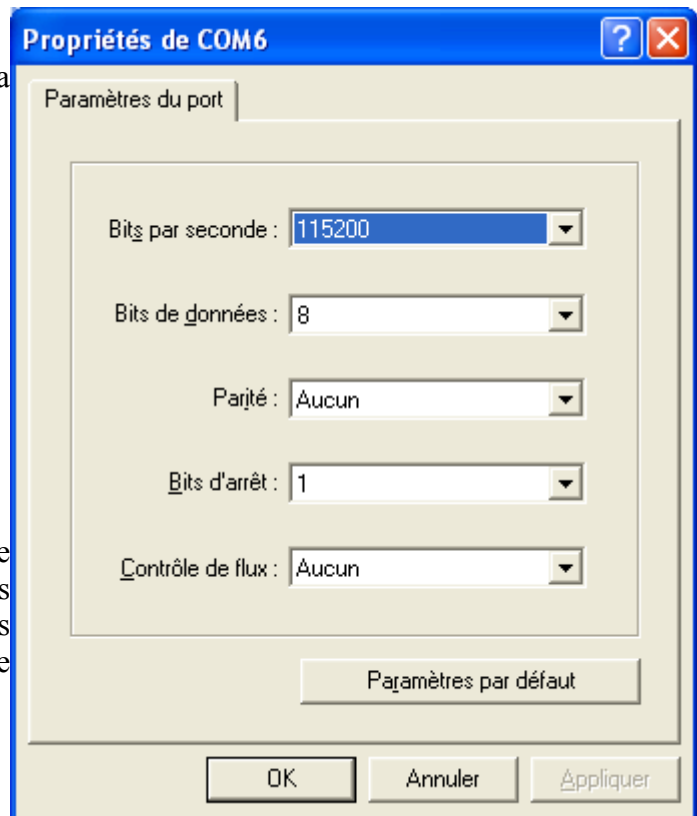 Propriétés de COM6
a
Paramètres du port
Bits par seconde : 115200
Bits de données : 8
Parité : Aucun
Bits d'arrêt : 1
e
Contrôle de flux : Aucun
s
s
e
Paramètres par défaut
OK Annuler Appliquer